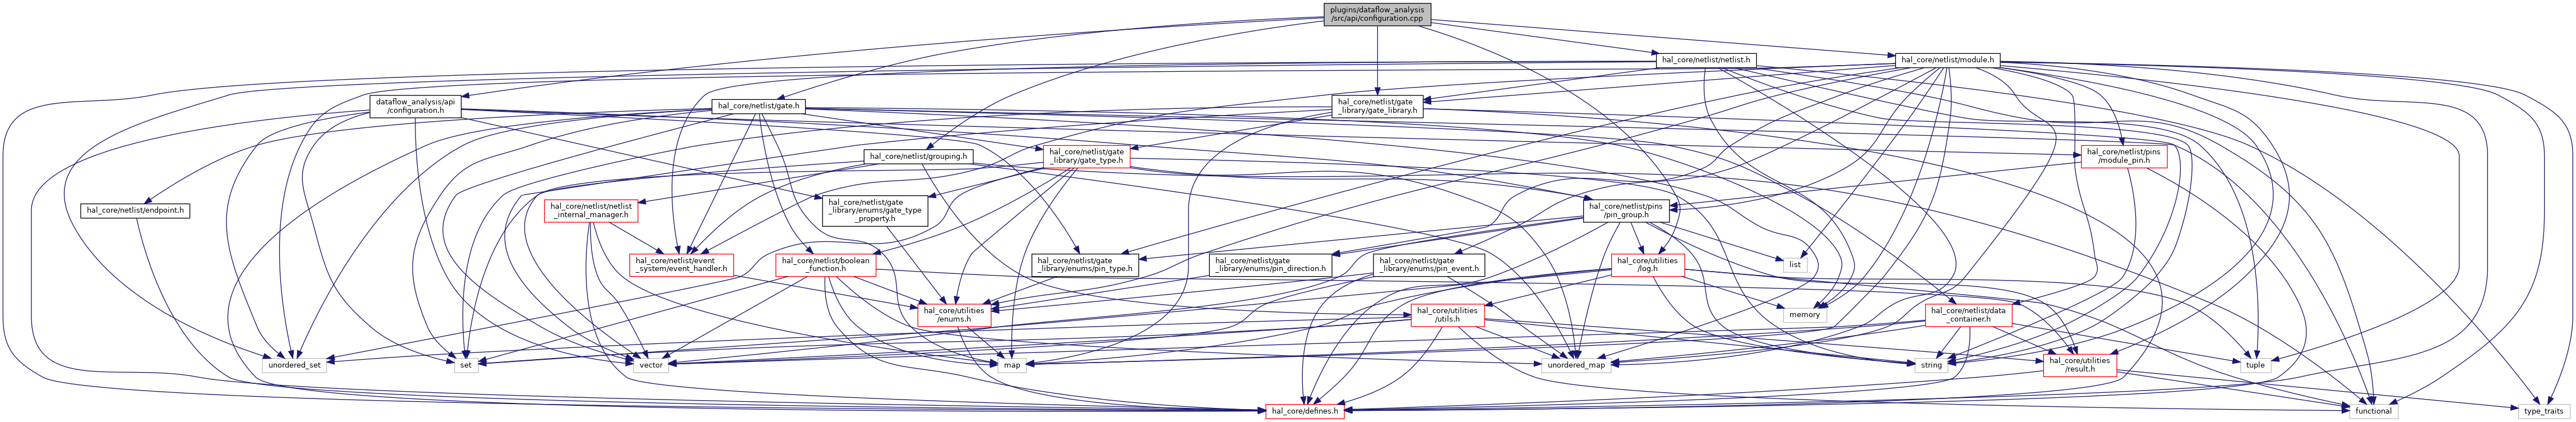 plugins/dataflow_analysis
/src/api/configuration.cpp
hal_core/netlist/netlist.h
hal_core/netlist/module.h
dataflow_analysis/api
/configuration.h
hal_core/netlist/gate.h
hal_core/netlist/gate
_library/gate_library.h
hal_core/netlist/grouping.h
hal_core/netlist/gate
_library/gate_type.h
hal_core/netlist/pins
/module_pin.h
hal_core/netlist/endpoint.h
hal_core/netlist/netlist
_internal_manager.h
hal_core/netlist/gate
_library/enums/gate_type
_property.h
hal_core/netlist/pins
/pin_group.h
hal_core/netlist/event
_system/event_handler.h
hal_core/netlist/boolean
_function.h
hal_core/netlist/gate
_library/enums/pin_type.h
hal_core/netlist/gate
_library/enums/pin_direction.h
hal_core/netlist/gate
_library/enums/pin_event.h
hal_core/utilities
/log.h
list
hal_core/utilities
/enums.h
hal_core/utilities
/utils.h
memory
hal_core/netlist/data
_container.h
unordered_set
set
vector
map
unordered_map
string
hal_core/utilities
/result.h
tuple
hal_core/defines.h
functional
type_traits